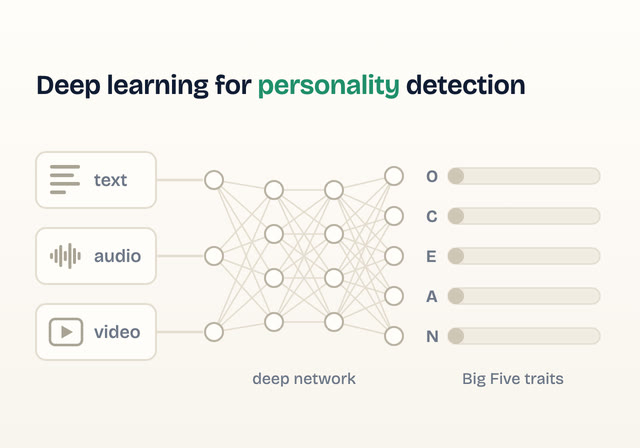 Deep learning for personality detection
text
audio
video
O
C
E
A
N
deep network
Big Five traits